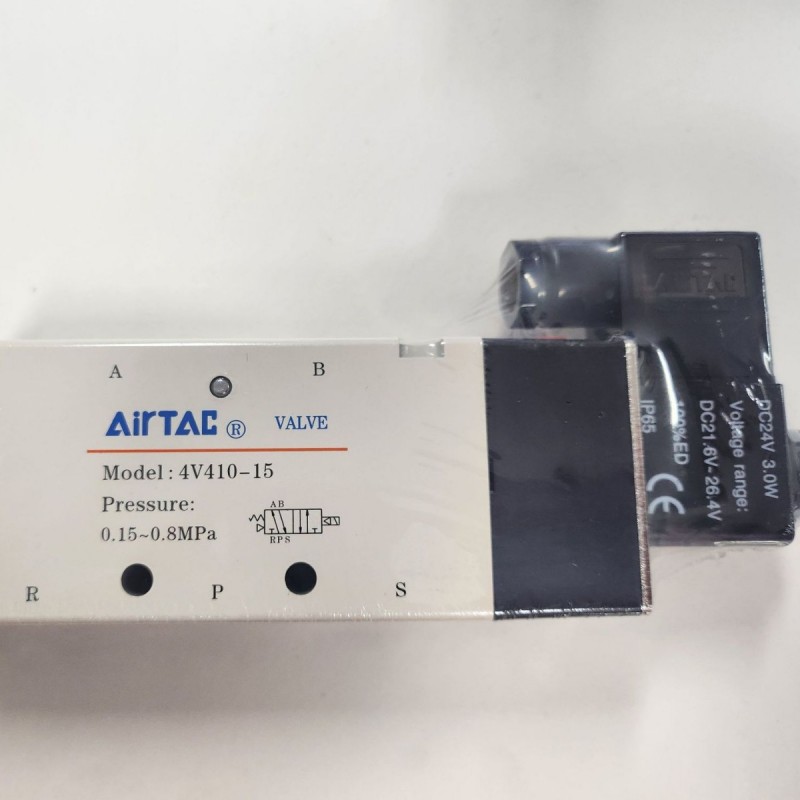 A B
AirTAC ® VALVE
Model: 4V410-15
Pressure:
0.15~0.8MPa
AB
RPS
R P S
AirTAC
DC24V 3.0W
Voltage range:
DC21.6V-26.4V
100%ED
IP65
CE